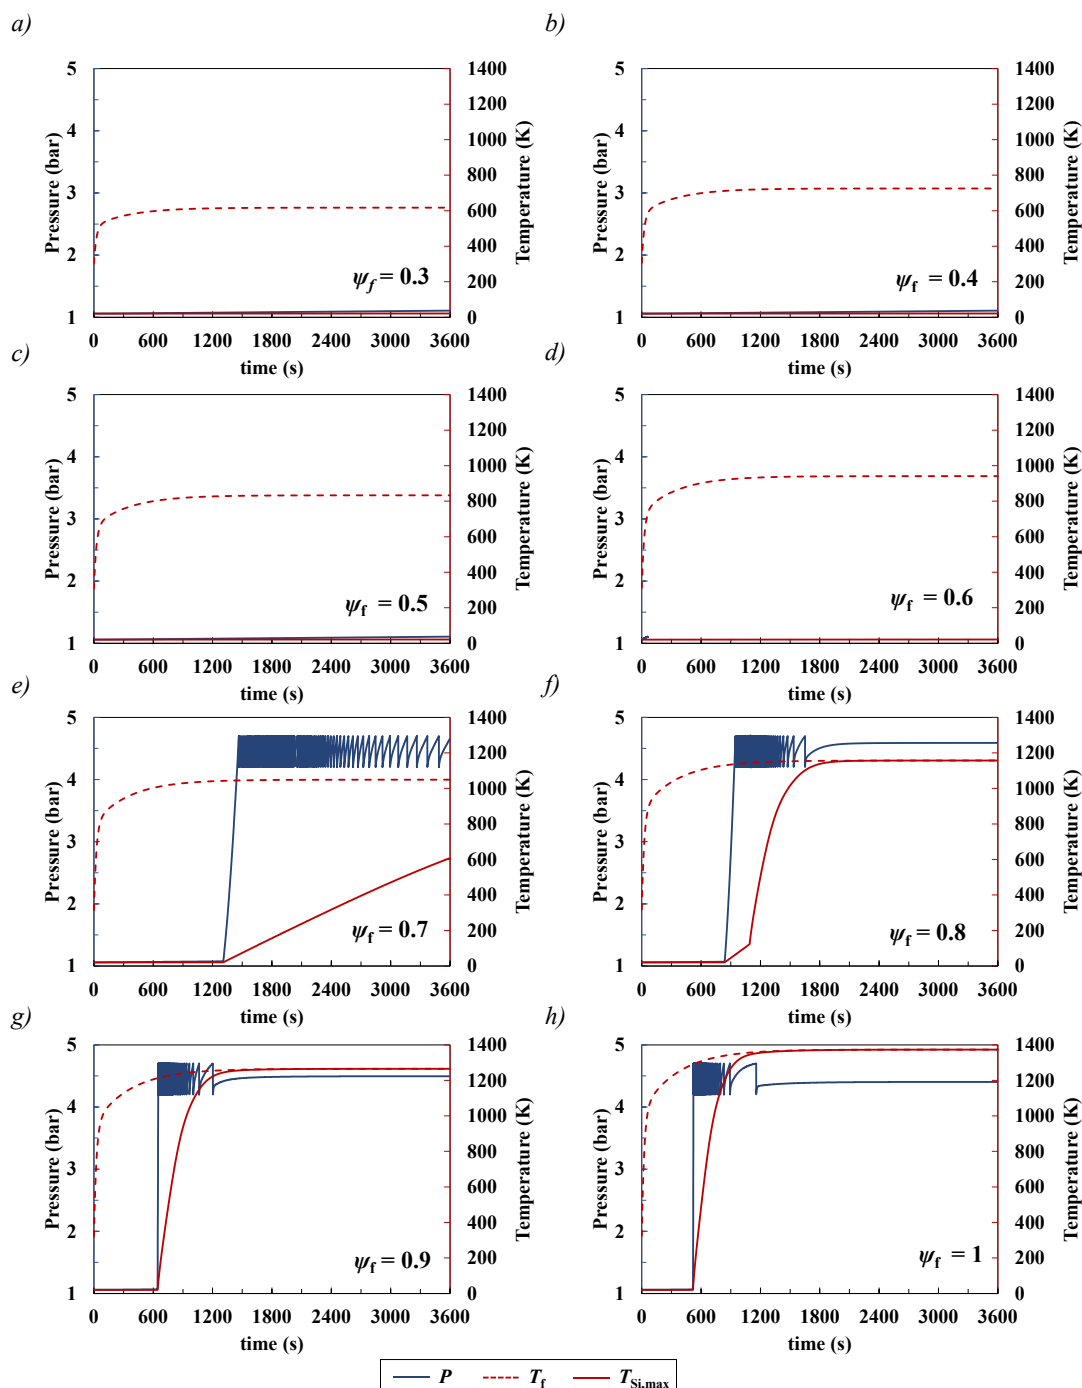 a)
b)
5
4
3
2
1
Pressure (bar)
1400
1200
1000
800
600
400
200
0
Temperature (K)
ψf = 0.3
0 600 1200 1800 2400 3000 3600
time (s)
5
4
3
2
1
Pressure (bar)
1400
1200
1000
800
600
400
200
0
Temperature (K)
ψf = 0.4
0 600 1200 1800 2400 3000 3600
time (s)
c)
d)
5
4
3
2
1
Pressure (bar)
1400
1200
1000
800
600
400
200
0
Temperature (K)
ψf = 0.5
0 600 1200 1800 2400 3000 3600
time (s)
5
4
3
2
1
Pressure (bar)
1400
1200
1000
800
600
400
200
0
Temperature (K)
ψf = 0.6
0 600 1200 1800 2400 3000 3600
time (s)
e)
f)
5
4
3
2
1
Pressure (bar)
1400
1200
1000
800
600
400
200
0
Temperature (K)
ψf = 0.7
0 600 1200 1800 2400 3000 3600
time (s)
5
4
3
2
1
Pressure (bar)
1400
1200
1000
800
600
400
200
0
Temperature (K)
ψf = 0.8
0 600 1200 1800 2400 3000 3600
time (s)
g)
h)
5
4
3
2
1
Pressure (bar)
1400
1200
1000
800
600
400
200
0
Temperature (K)
ψf = 0.9
0 600 1200 1800 2400 3000 3600
time (s)
5
4
3
2
1
Pressure (bar)
1400
1200
1000
800
600
400
200
0
Temperature (K)
ψf = 1
0 600 1200 1800 2400 3000 3600
time (s)
P Tf TSi,max